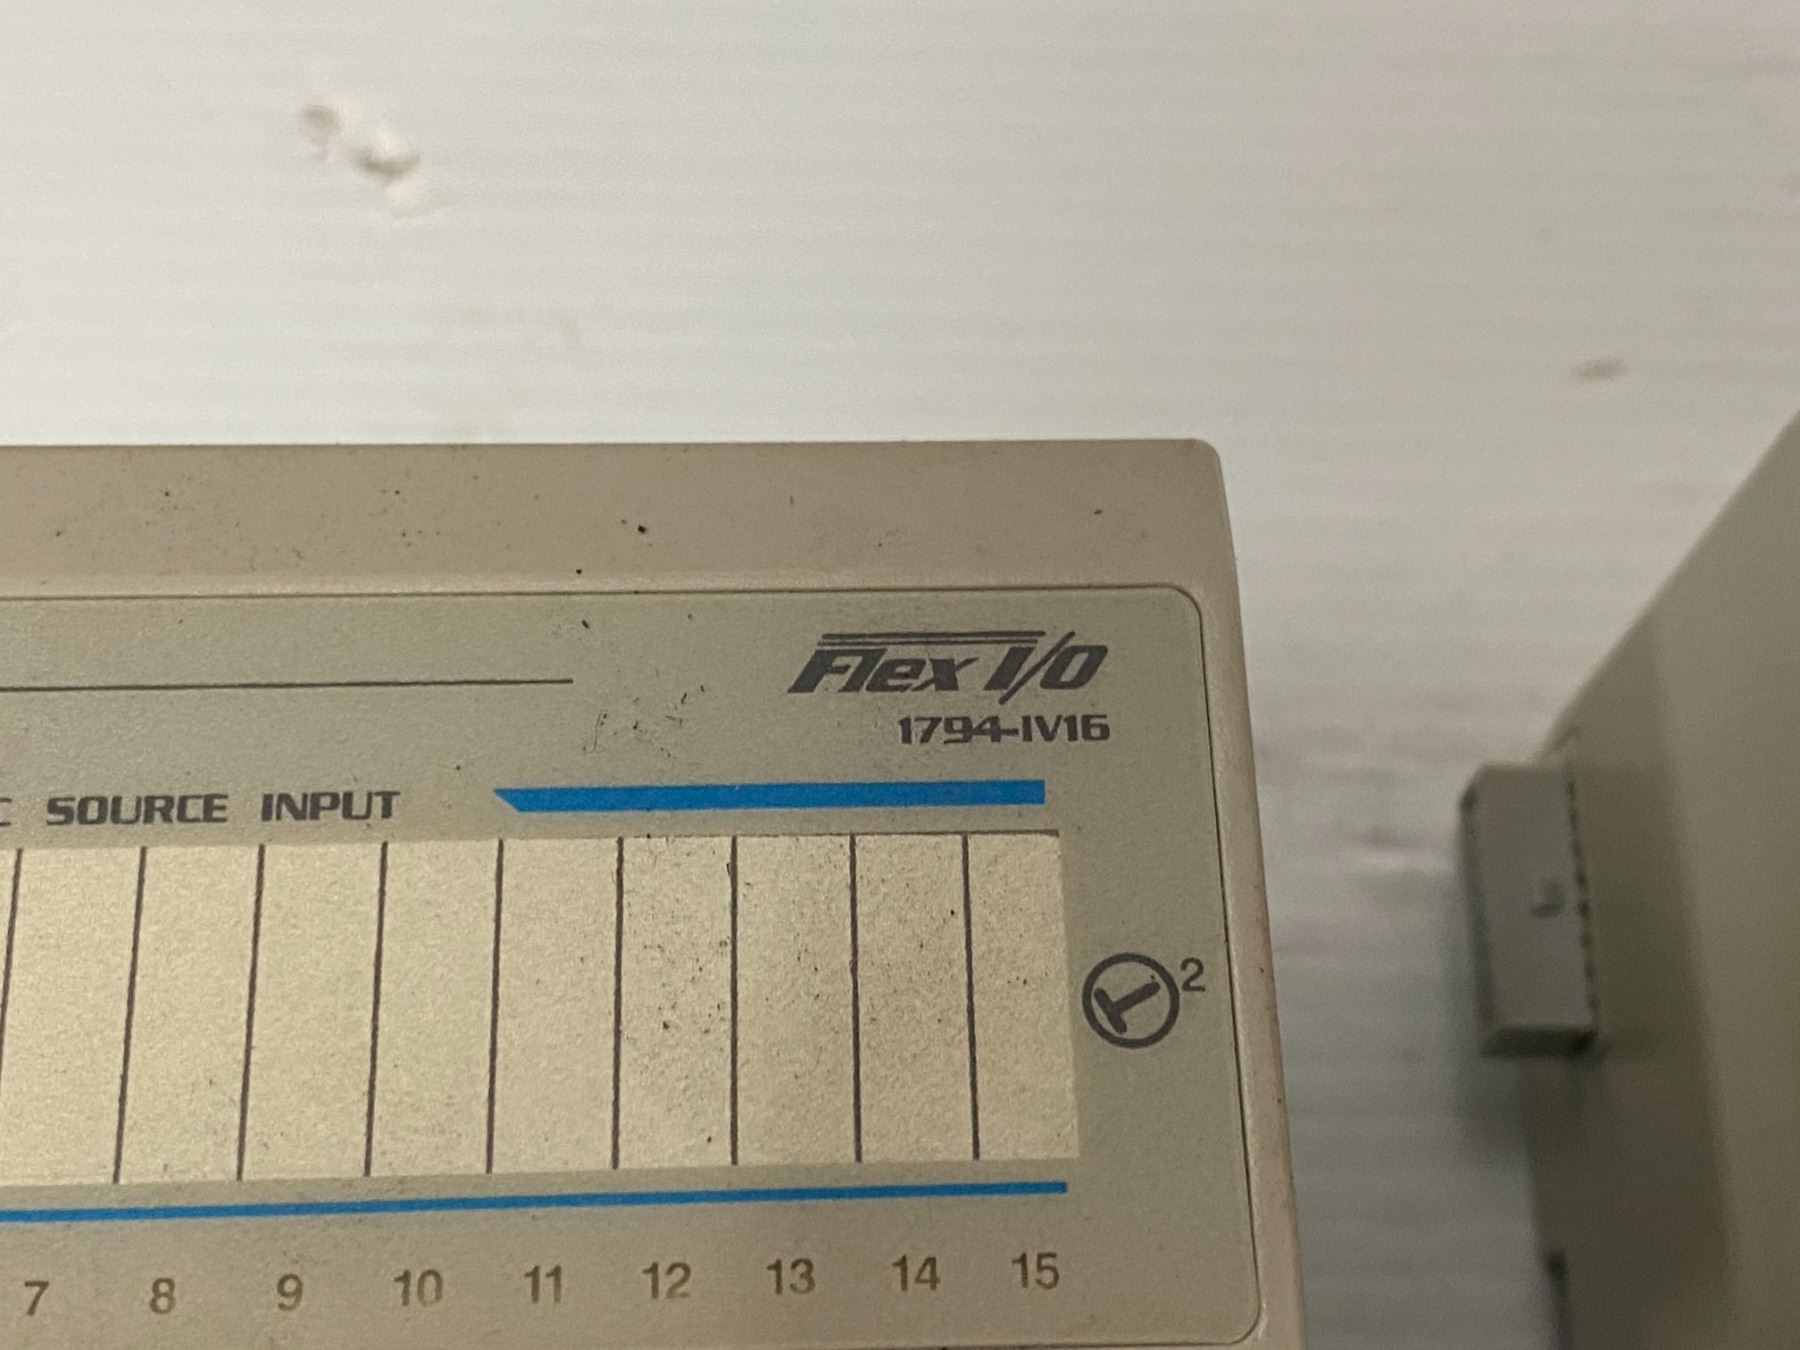 Flex I/O
1794-IV16
SOURCE INPUT
2
7 8 9 10 11 12 13 14 15